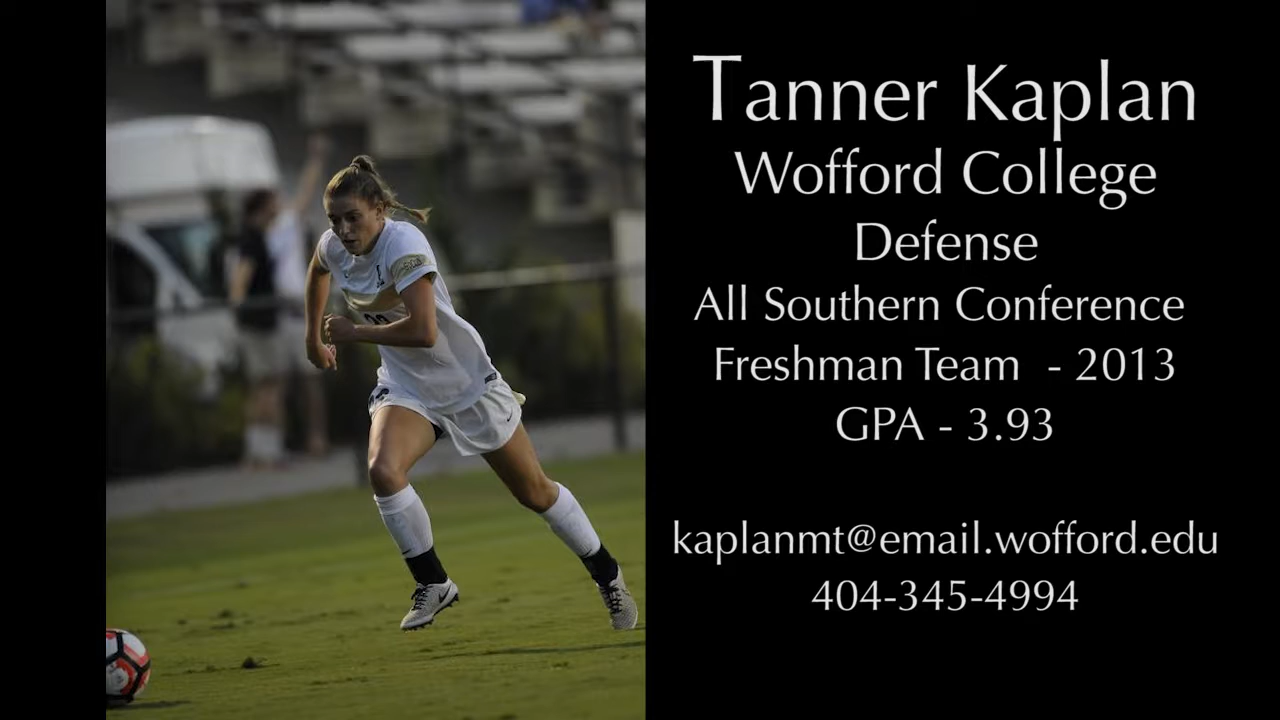 Tanner Kaplan
Wofford College
Defense
All Southern Conference
Freshman Team - 2013
GPA - 3.93
kaplanmt@email.wofford.edu
404-345-4994